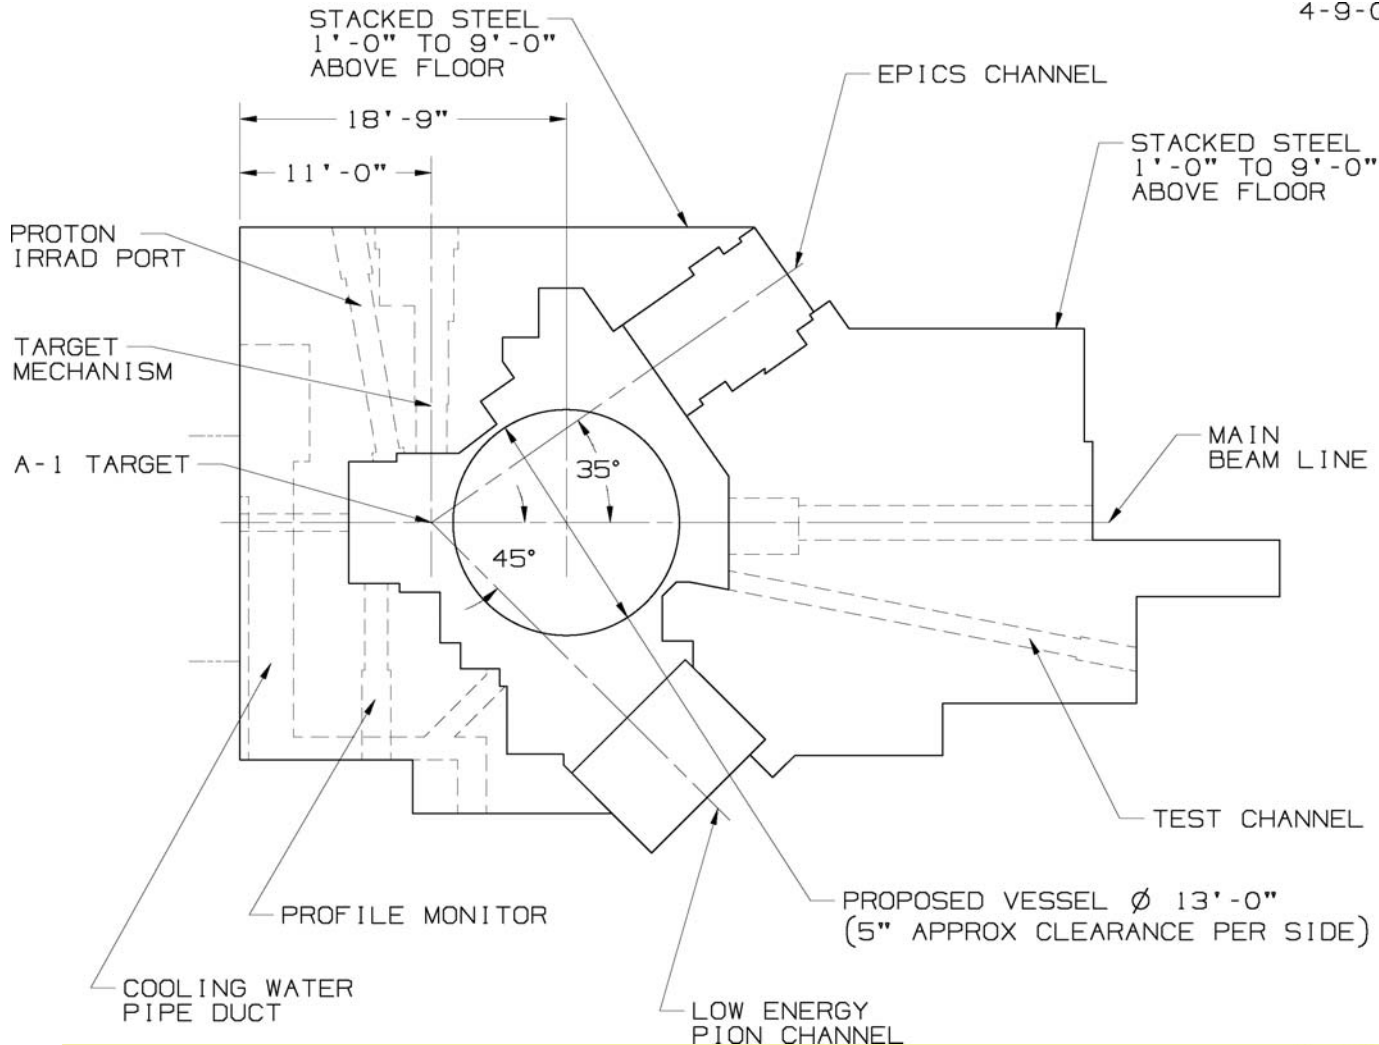 4-9-0
STACKED STEEL
1'-0" TO 9'-0"
ABOVE FLOOR
EPICS CHANNEL
18'-9"
STACKED STEEL
1'-0" TO 9'-0"
ABOVE FLOOR
11'-0"
PROTON
IRRAD PORT
TARGET
MECHANISM
MAIN
BEAM LINE
A-1 TARGET
35°
45°
TEST CHANNEL
PROPOSED VESSEL Ø 13'-0"
(5" APPROX CLEARANCE PER SIDE)
PROFILE MONITOR
COOLING WATER
PIPE DUCT
LOW ENERGY
PION CHANNEL